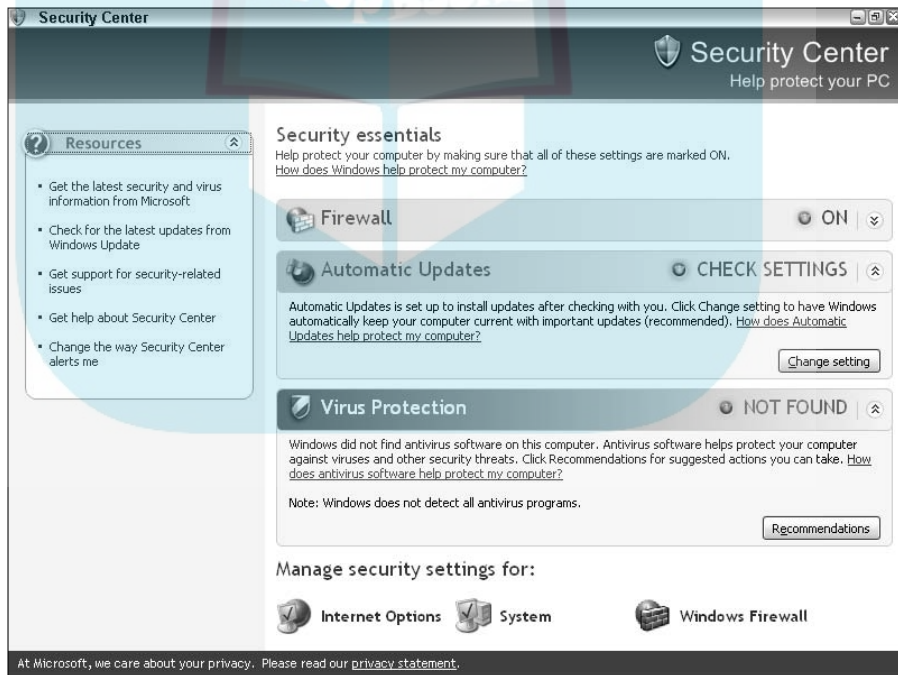 Security Center
Security Center
Help protect your PC
Resources
Get the latest security and virus
information from Microsoft
Check for the latest updates from
Windows Update
Get support for security-related
issues
Get help about Security Center
Change the way Security Center
alerts me
Security essentials
Help protect your computer by making sure that all of these settings are marked ON.
How does Windows help protect my computer?
Firewall
ON
Automatic Updates
CHECK SETTINGS
Automatic Updates is set up to install updates after checking with you. Click Change setting to have Windows
automatically keep your computer current with important updates (recommended). How does Automatic
Updates help protect my computer?
Change setting
Virus Protection
NOT FOUND
Windows did not find antivirus software on this computer. Antivirus software helps protect your computer
against viruses and other security threats. Click Recommendations for suggested actions you can take. How
does antivirus software help protect my computer?
Note: Windows does not detect all antivirus programs.
Recommendations
Manage security settings for:
Internet Options
System
Windows Firewall
At Microsoft, we care about your privacy. Please read our privacy statement.